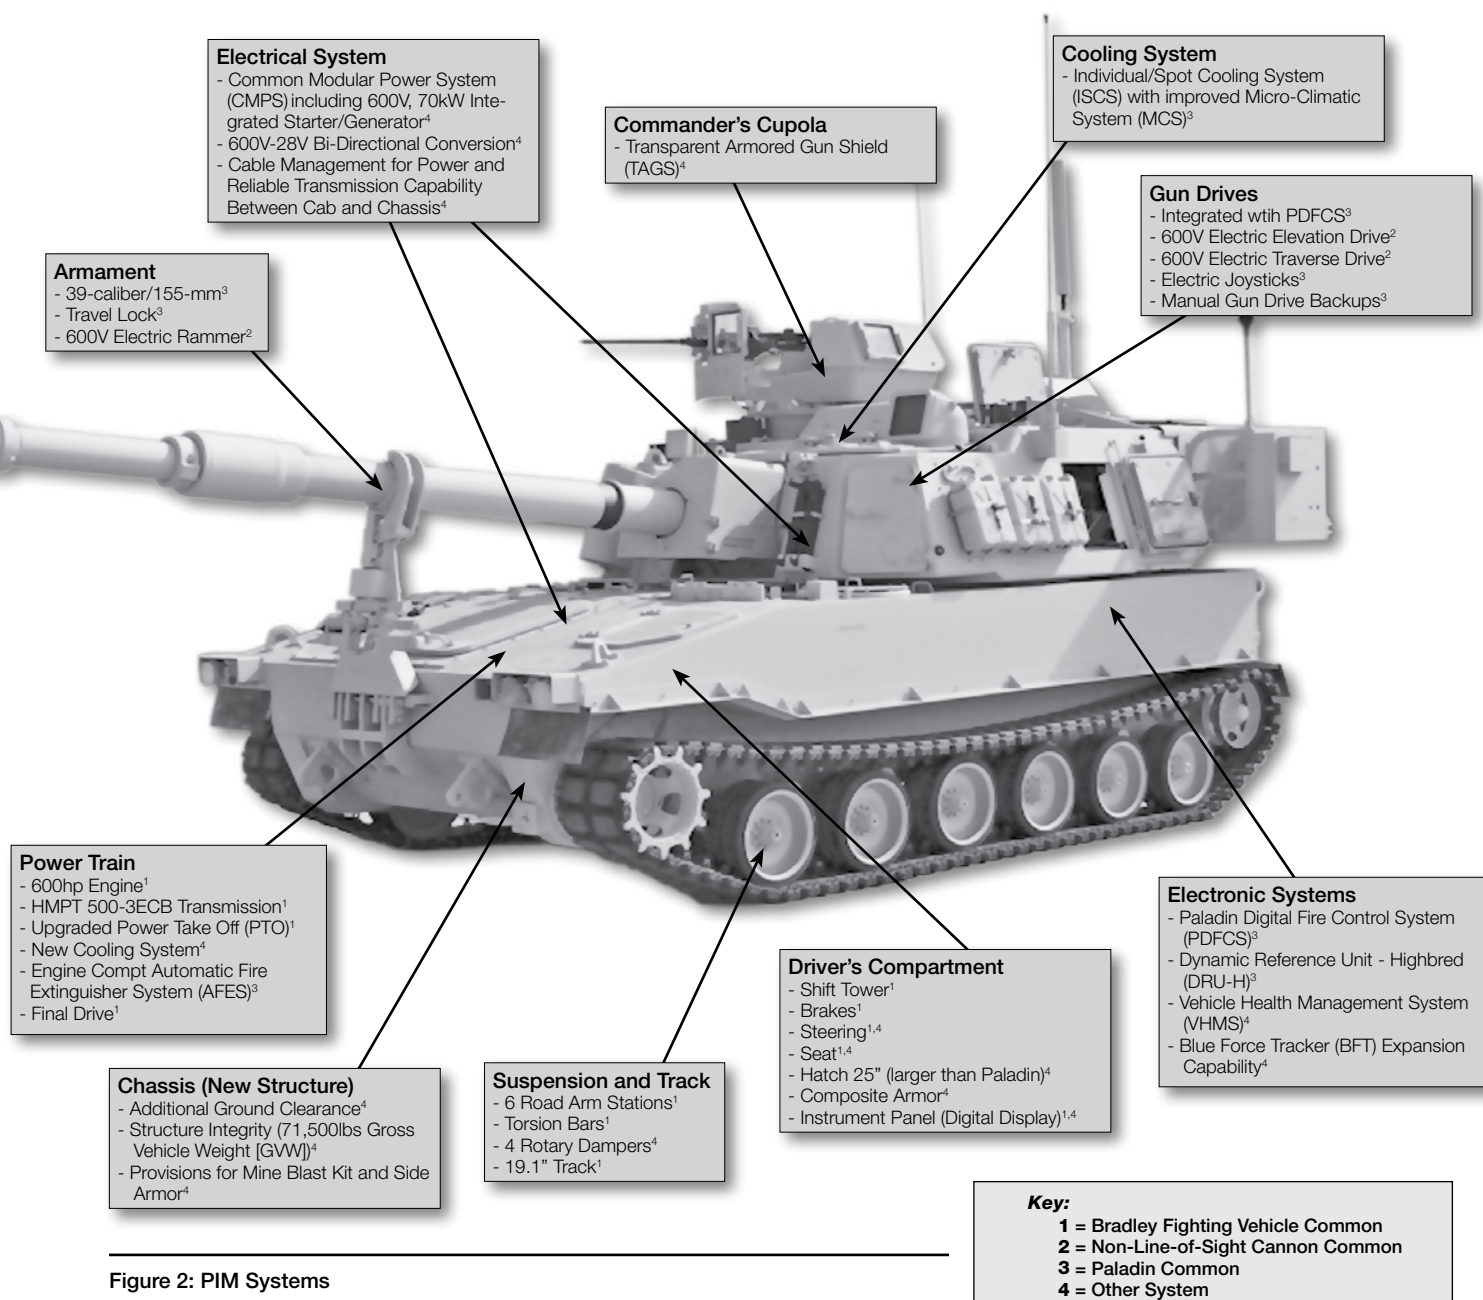 Electrical System
- Common Modular Power System
(CMPS) including 600V, 70kW Inte-
grated Starter/Generator⁴
- 600V-28V Bi-Directional Conversion⁴
- Cable Management for Power and
Reliable Transmission Capability
Between Cab and Chassis⁴
Commander's Cupola
- Transparent Armored Gun Shield
(TAGS)⁴
Cooling System
- Individual/Spot Cooling System
(ISCS) with improved Micro-Climatic
System (MCS)³
Gun Drives
- Integrated wtih PDFCS³
- 600V Electric Elevation Drive²
- 600V Electric Traverse Drive²
- Electric Joysticks³
- Manual Gun Drive Backups³
Armament
- 39-caliber/155-mm³
- Travel Lock³
- 600V Electric Rammer²
Power Train
- 600hp Engine¹
- HMPT 500-3ECB Transmission¹
- Upgraded Power Take Off (PTO)¹
- New Cooling System⁴
- Engine Compt Automatic Fire
Extinguisher System (AFES)³
- Final Drive¹
Chassis (New Structure)
- Additional Ground Clearance⁴
- Structure Integrity (71,500lbs Gross
Vehicle Weight [GVW])⁴
- Provisions for Mine Blast Kit and Side
Armor⁴
Suspension and Track
- 6 Road Arm Stations¹
- Torsion Bars¹
- 4 Rotary Dampers⁴
- 19.1” Track¹
Driver's Compartment
- Shift Tower¹
- Brakes¹
- Steering¹,⁴
- Seat¹,⁴
- Hatch 25” (larger than Paladin)⁴
- Composite Armor⁴
- Instrument Panel (Digital Display)¹,⁴
Electronic Systems
- Paladin Digital Fire Control System
(PDFCS)³
- Dynamic Reference Unit - Highbred
(DRU-H)³
- Vehicle Health Management System
(VHMS)⁴
- Blue Force Tracker (BFT) Expansion
Capability⁴
Key:
1 = Bradley Fighting Vehicle Common
2 = Non-Line-of-Sight Cannon Common
3 = Paladin Common
4 = Other System
Figure 2: PIM Systems